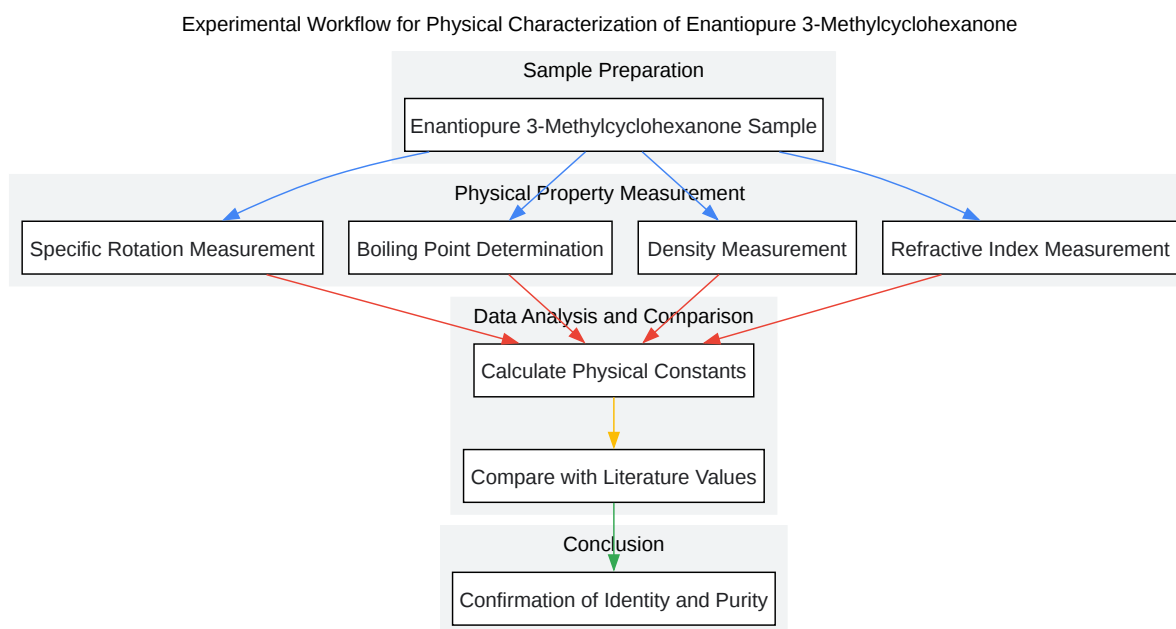 Experimental Workflow for Physical Characterization of Enantiopure 3-Methylcyclohexanone
Sample Preparation
Enantiopure 3-Methylcyclohexanone Sample
Physical Property Measurement
Specific Rotation Measurement
Boiling Point Determination
Density Measurement
Refractive Index Measurement
Data Analysis and Comparison
Calculate Physical Constants
Compare with Literature Values
Conclusion
Confirmation of Identity and Purity